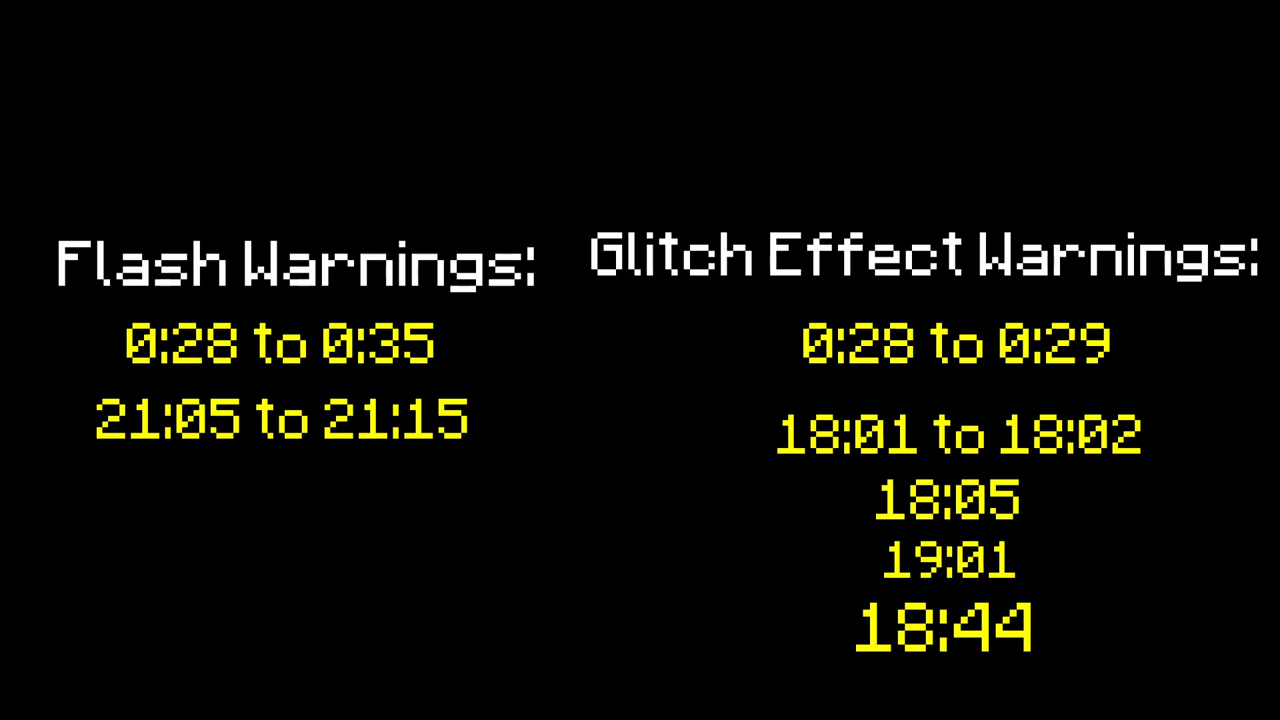 Flash Warnings:
0:28 to 0:35
21:05 to 21:15
Glitch Effect Warnings:
0:28 to 0:29
18:01 to 18:02
18:05
19:01
18:44